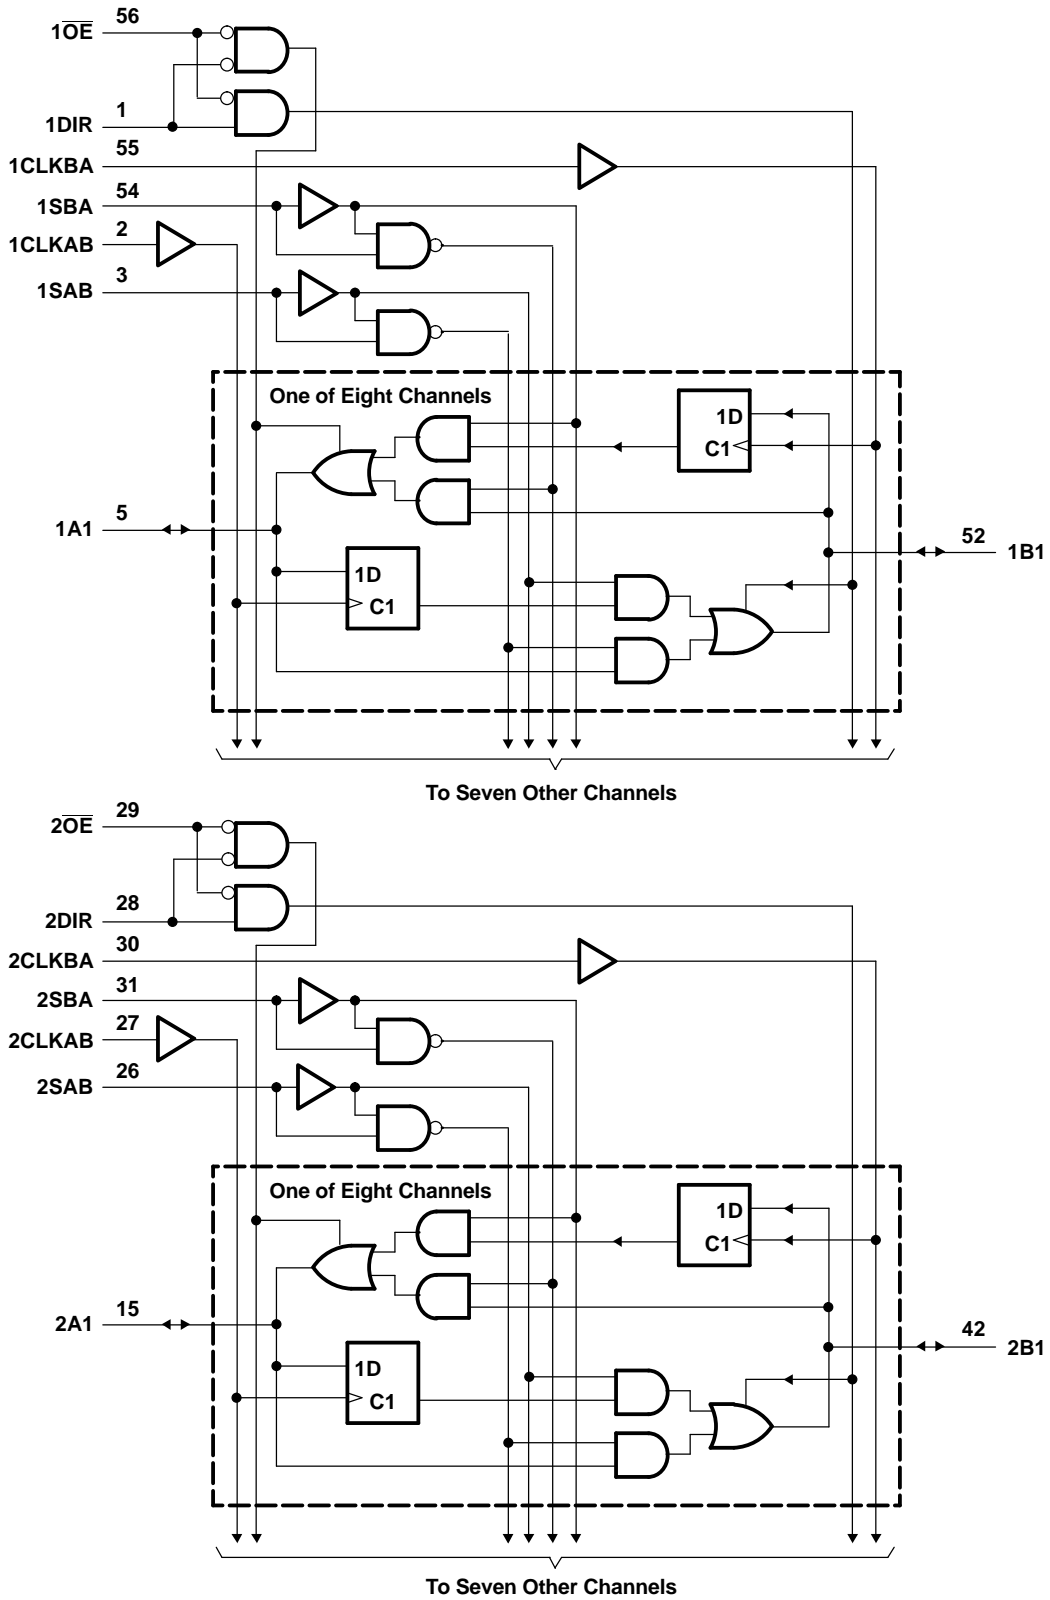 56
1O̅E̅
1
1DIR
55
1CLKBA
54
1SBA
2
1CLKAB
3
1SAB
One of Eight Channels
1D
C1
5
1A1
52
1B1
1D
C1
To Seven Other Channels
29
2O̅E̅
28
2DIR
30
2CLKBA
31
2SBA
27
2CLKAB
26
2SAB
One of Eight Channels
1D
C1
15
2A1
42
2B1
1D
C1
To Seven Other Channels